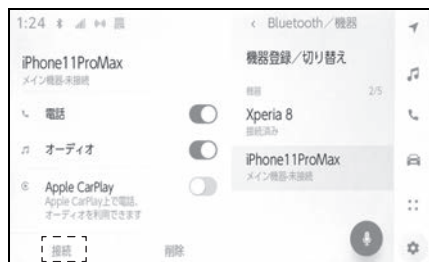 1:24
iPhone11ProMax
メイン機器-未接続
電話
オーディオ
Apple CarPlay
Apple CarPlay上で電話、
オーディオを利用できます
接続
削除
< Bluetooth／機器
機器登録／切り替え
機器 2/5
Xperia 8
接続済み
iPhone11ProMax
メイン機器-未接続